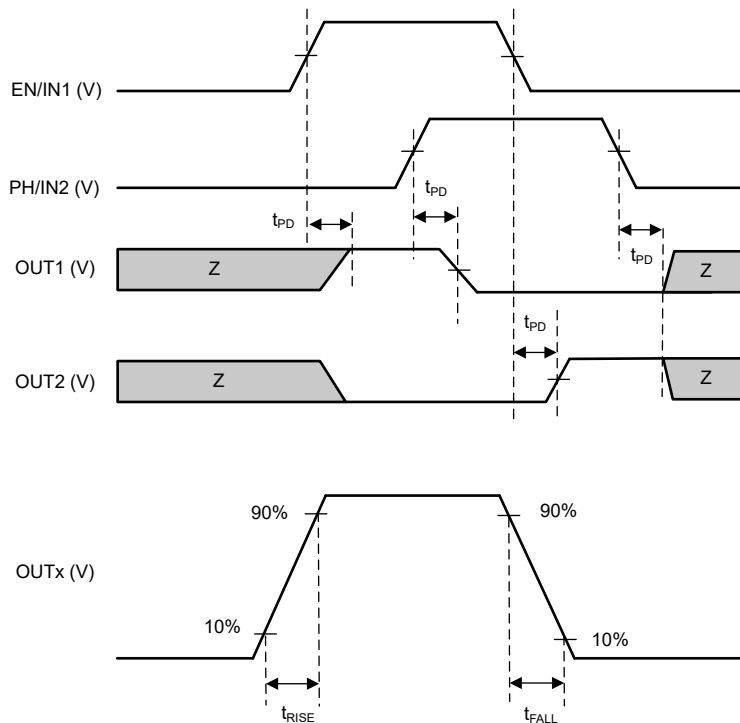 EN/IN1 (V)
PH/IN2 (V)
tPD
tPD
OUT1 (V)
Z
tPD
Z
tPD
OUT2 (V)
Z
Z
90%
90%
OUTx (V)
10%
10%
tRISE
tFALL